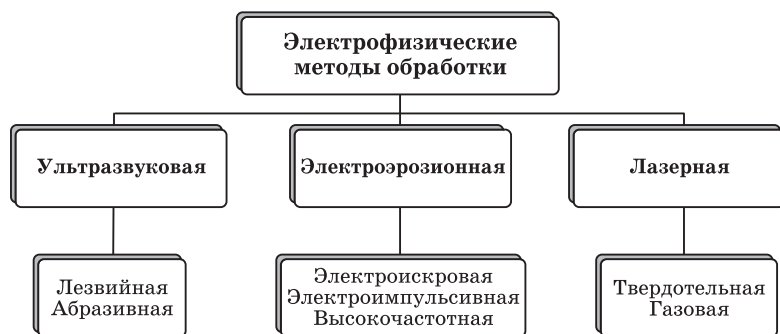 Электрофизические
методы обработки
Ультразвуковая
Электроэрозионная
Лазерная
Лезвийная
Абразивная
Электроискровая
Электроимпульсивная
Высокочастотная
Твердотельная
Газовая